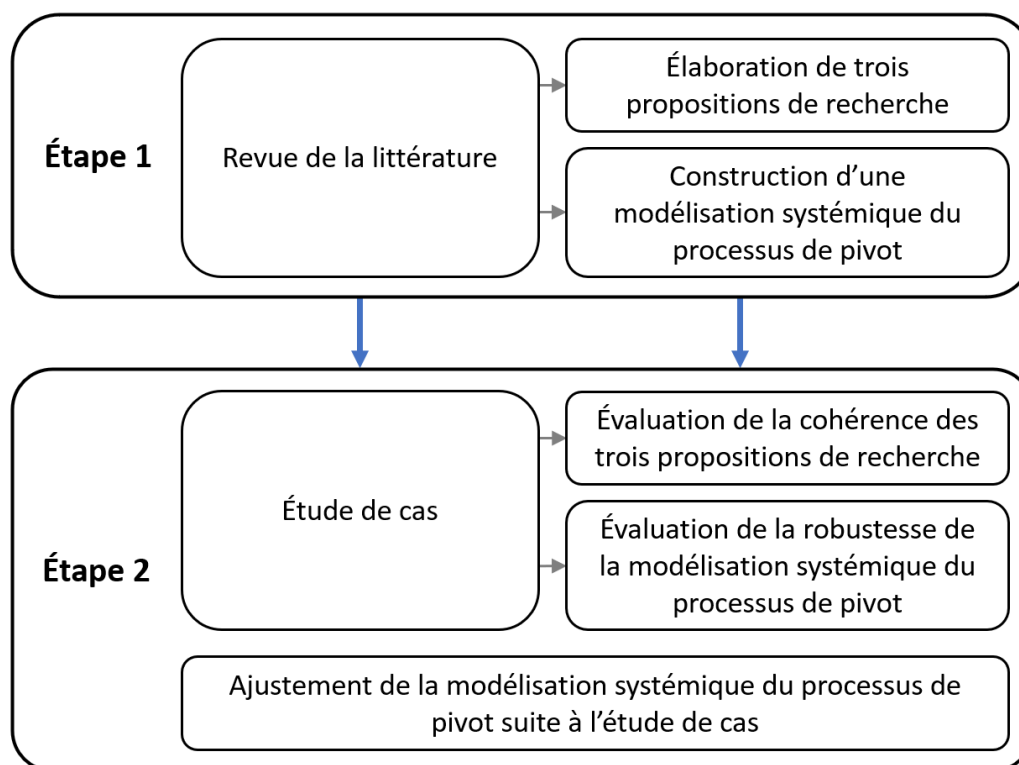 Étape 1
Revue de la littérature
Élaboration de trois
propositions de recherche
Construction d’une
modélisation systémique du
processus de pivot
Étape 2
Étude de cas
Évaluation de la cohérence des
trois propositions de recherche
Évaluation de la robustesse de
la modélisation systémique du
processus de pivot
Ajustement de la modélisation systémique du processus de
pivot suite à l’étude de cas